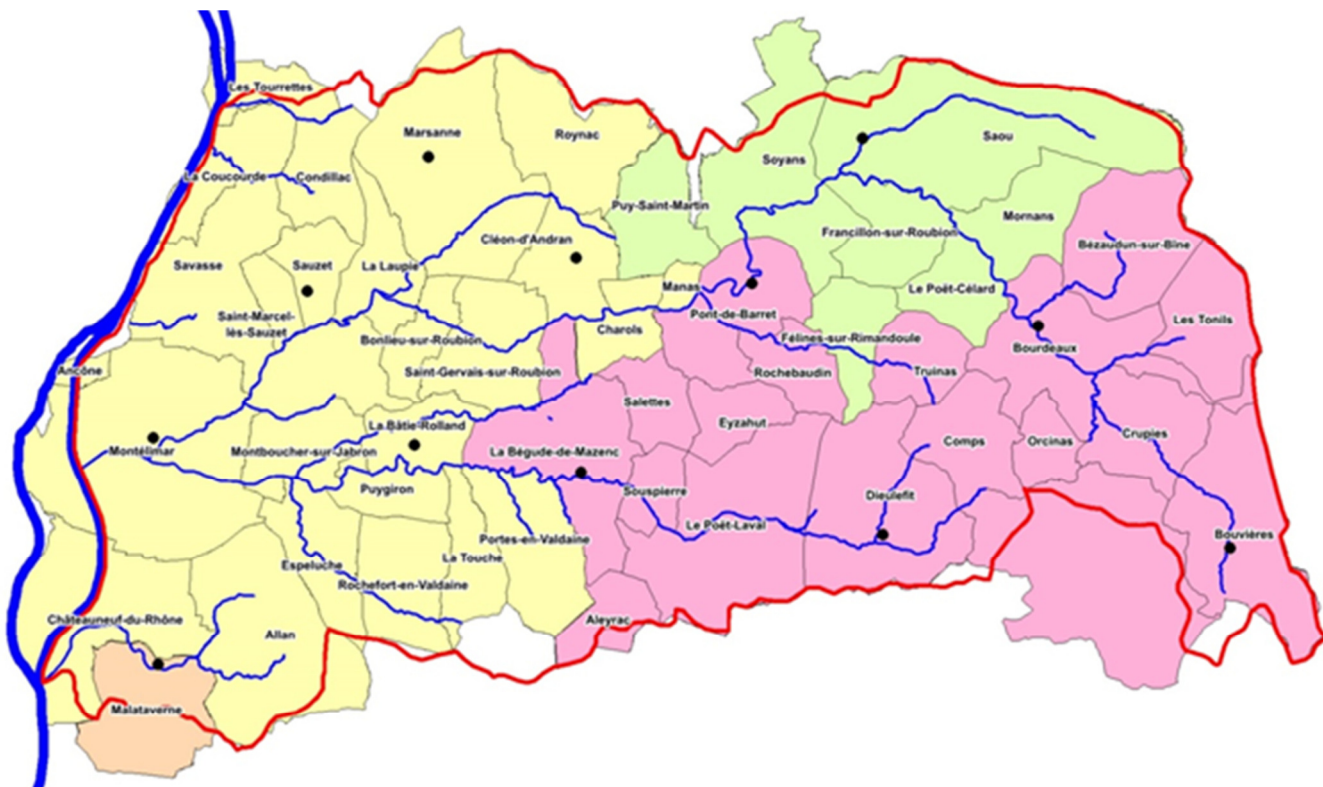 Les Tourrettes
Marsanne
Roynac
Saou
Soyans
La Coucourde
Condillac
Puy-Saint-Martin
Mornans
Francillon-sur-Roubion
Cléon-d'Andran
Bézaudun-sur-Bîne
Savasse
Sauzet
La Laupie
Manas
Le Poët-Célard
Saint-Marcel-
lès-Sauzet
Pont-de-Barret
Les Tonils
Charols
Bonlieu-sur-Roubion
Félines-sur-Rimandoule
Bourdeaux
Ancône
Saint-Gervais-sur-Roubion
Rochebaudin
Truinas
Salettes
Eyzahut
La Bâtie-Rolland
Comps
Orcinas
Crupies
Montélimar
Montboucher-sur-Jabron
La Bégude-de-Mazenc
Puygiron
Souspierre
Dieulefit
Le Poët-Laval
Portes-en-Valdaine
Bouvières
La Touche
Espeluche
Rochefort-en-Valdaine
Châteauneuf-du-Rhône
Allan
Aleyrac
Malataverne